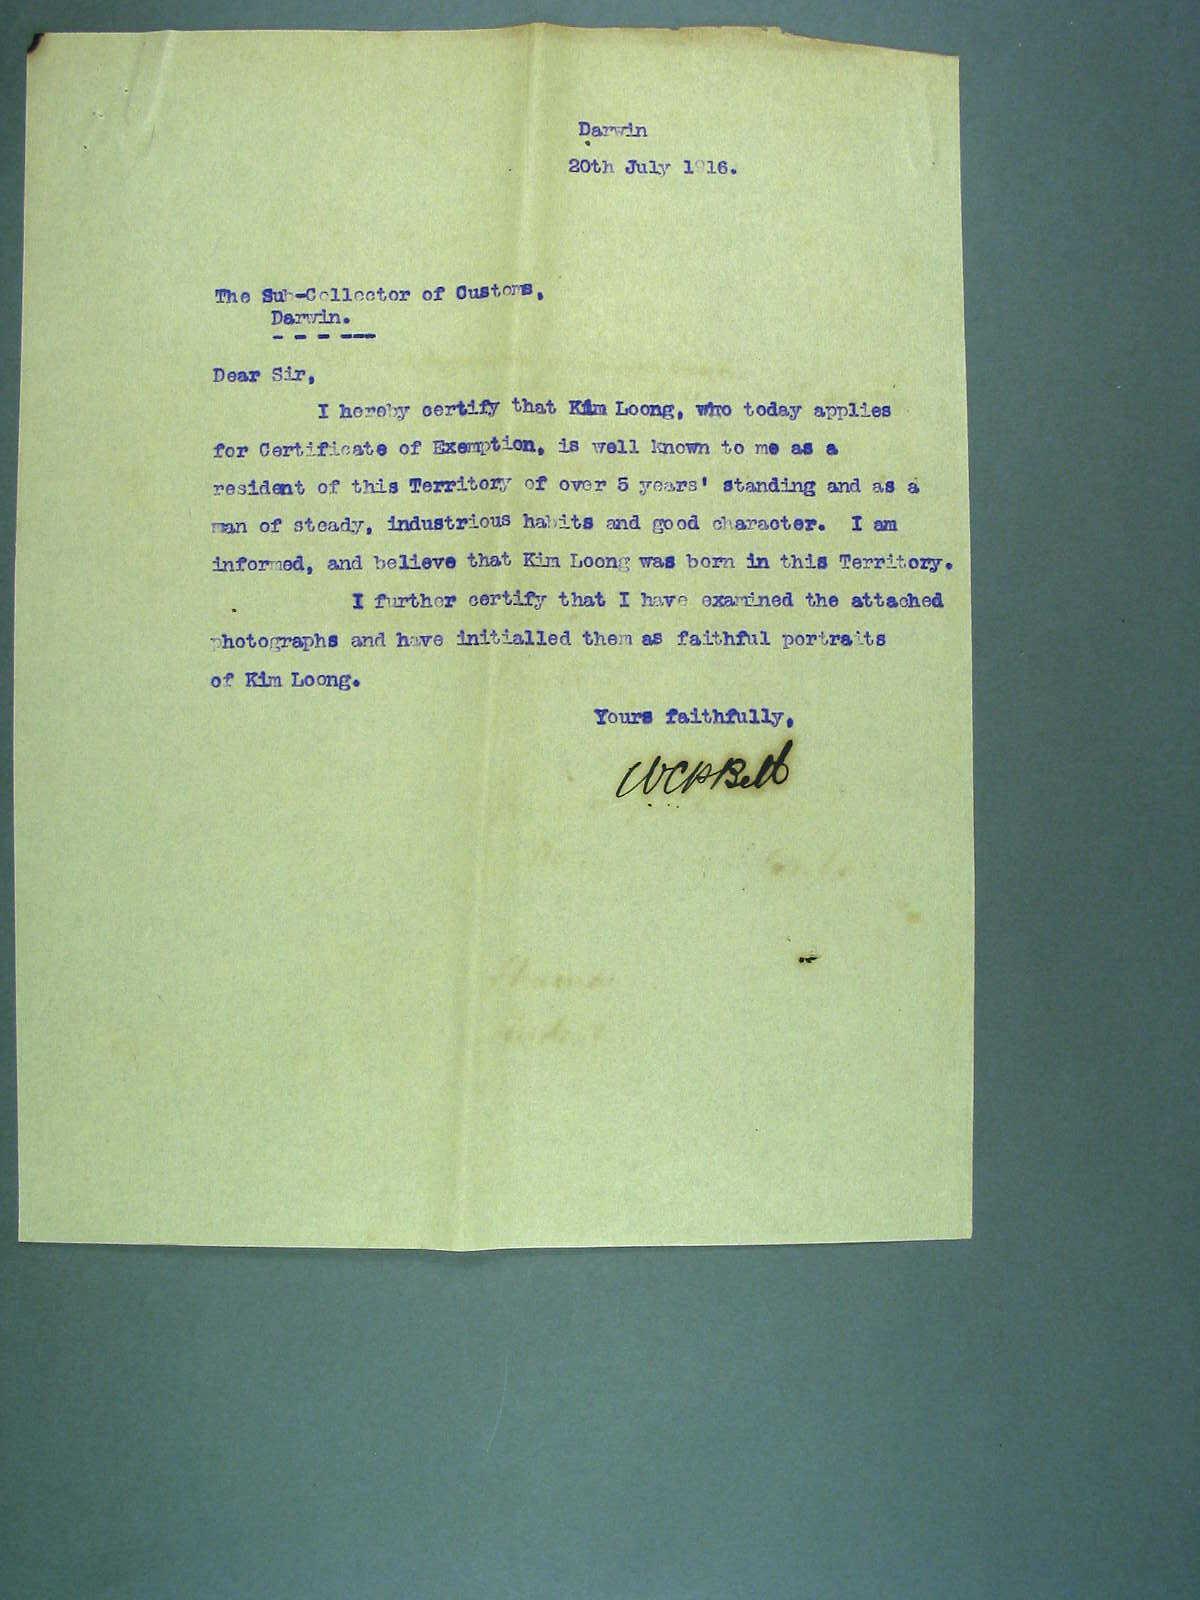 Darwin
20th July 1916.
The Sub-Collector of Customs,
Darwin.
- - - ---
Dear Sir,
I hereby certify that Kim Loong, who today applies
for Certificate of Exemption, is well known to me as a
resident of this Territory of over 5 years' standing and as a
man of steady, industrious habits and good character. I am
informed, and believe that Kim Loong was born in this Territory.
I further certify that I have examined the attached
photographs and have initialled them as faithful portraits
of Kim Loong.
Yours faithfully,